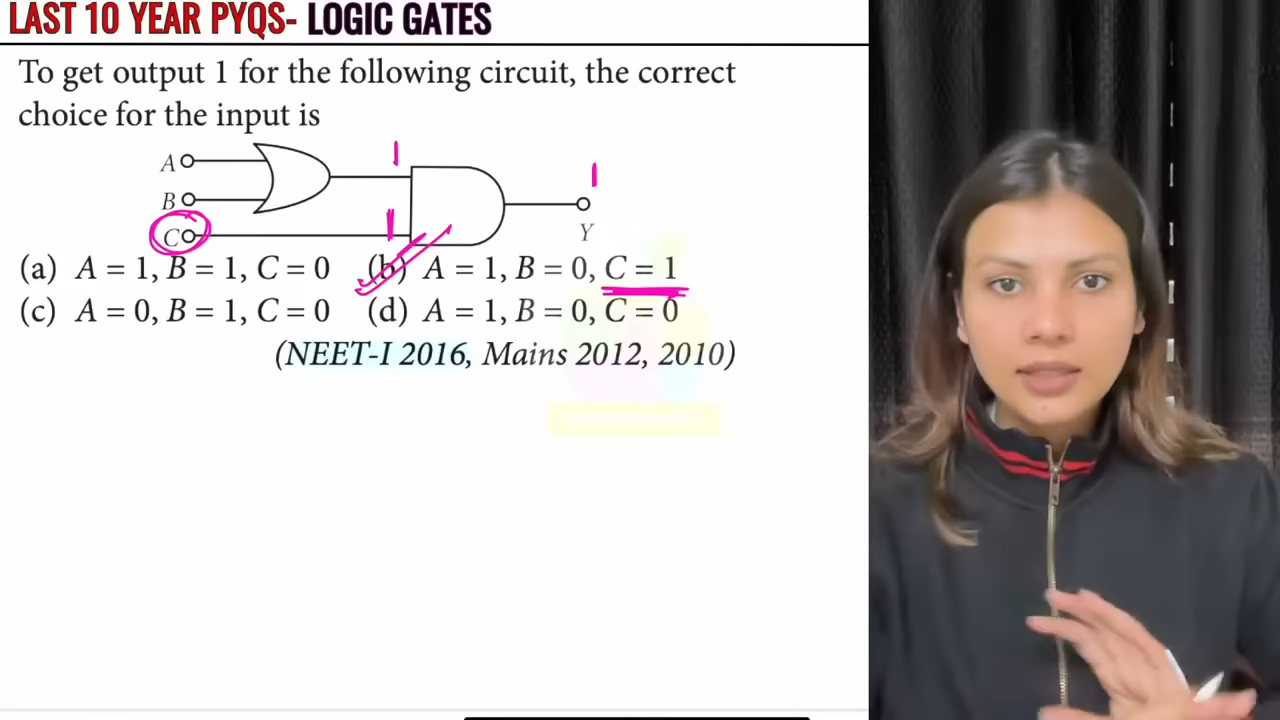 LAST 10 YEAR PYQS- LOGIC GATES
To get output 1 for the following circuit, the correct
choice for the input is
A
B
C
1
1
1
Y
(a) A = 1, B = 1, C = 0 (b) A = 1, B = 0, C = 1
(c) A = 0, B = 1, C = 0 (d) A = 1, B = 0, C = 0
(NEET-I 2016, Mains 2012, 2010)